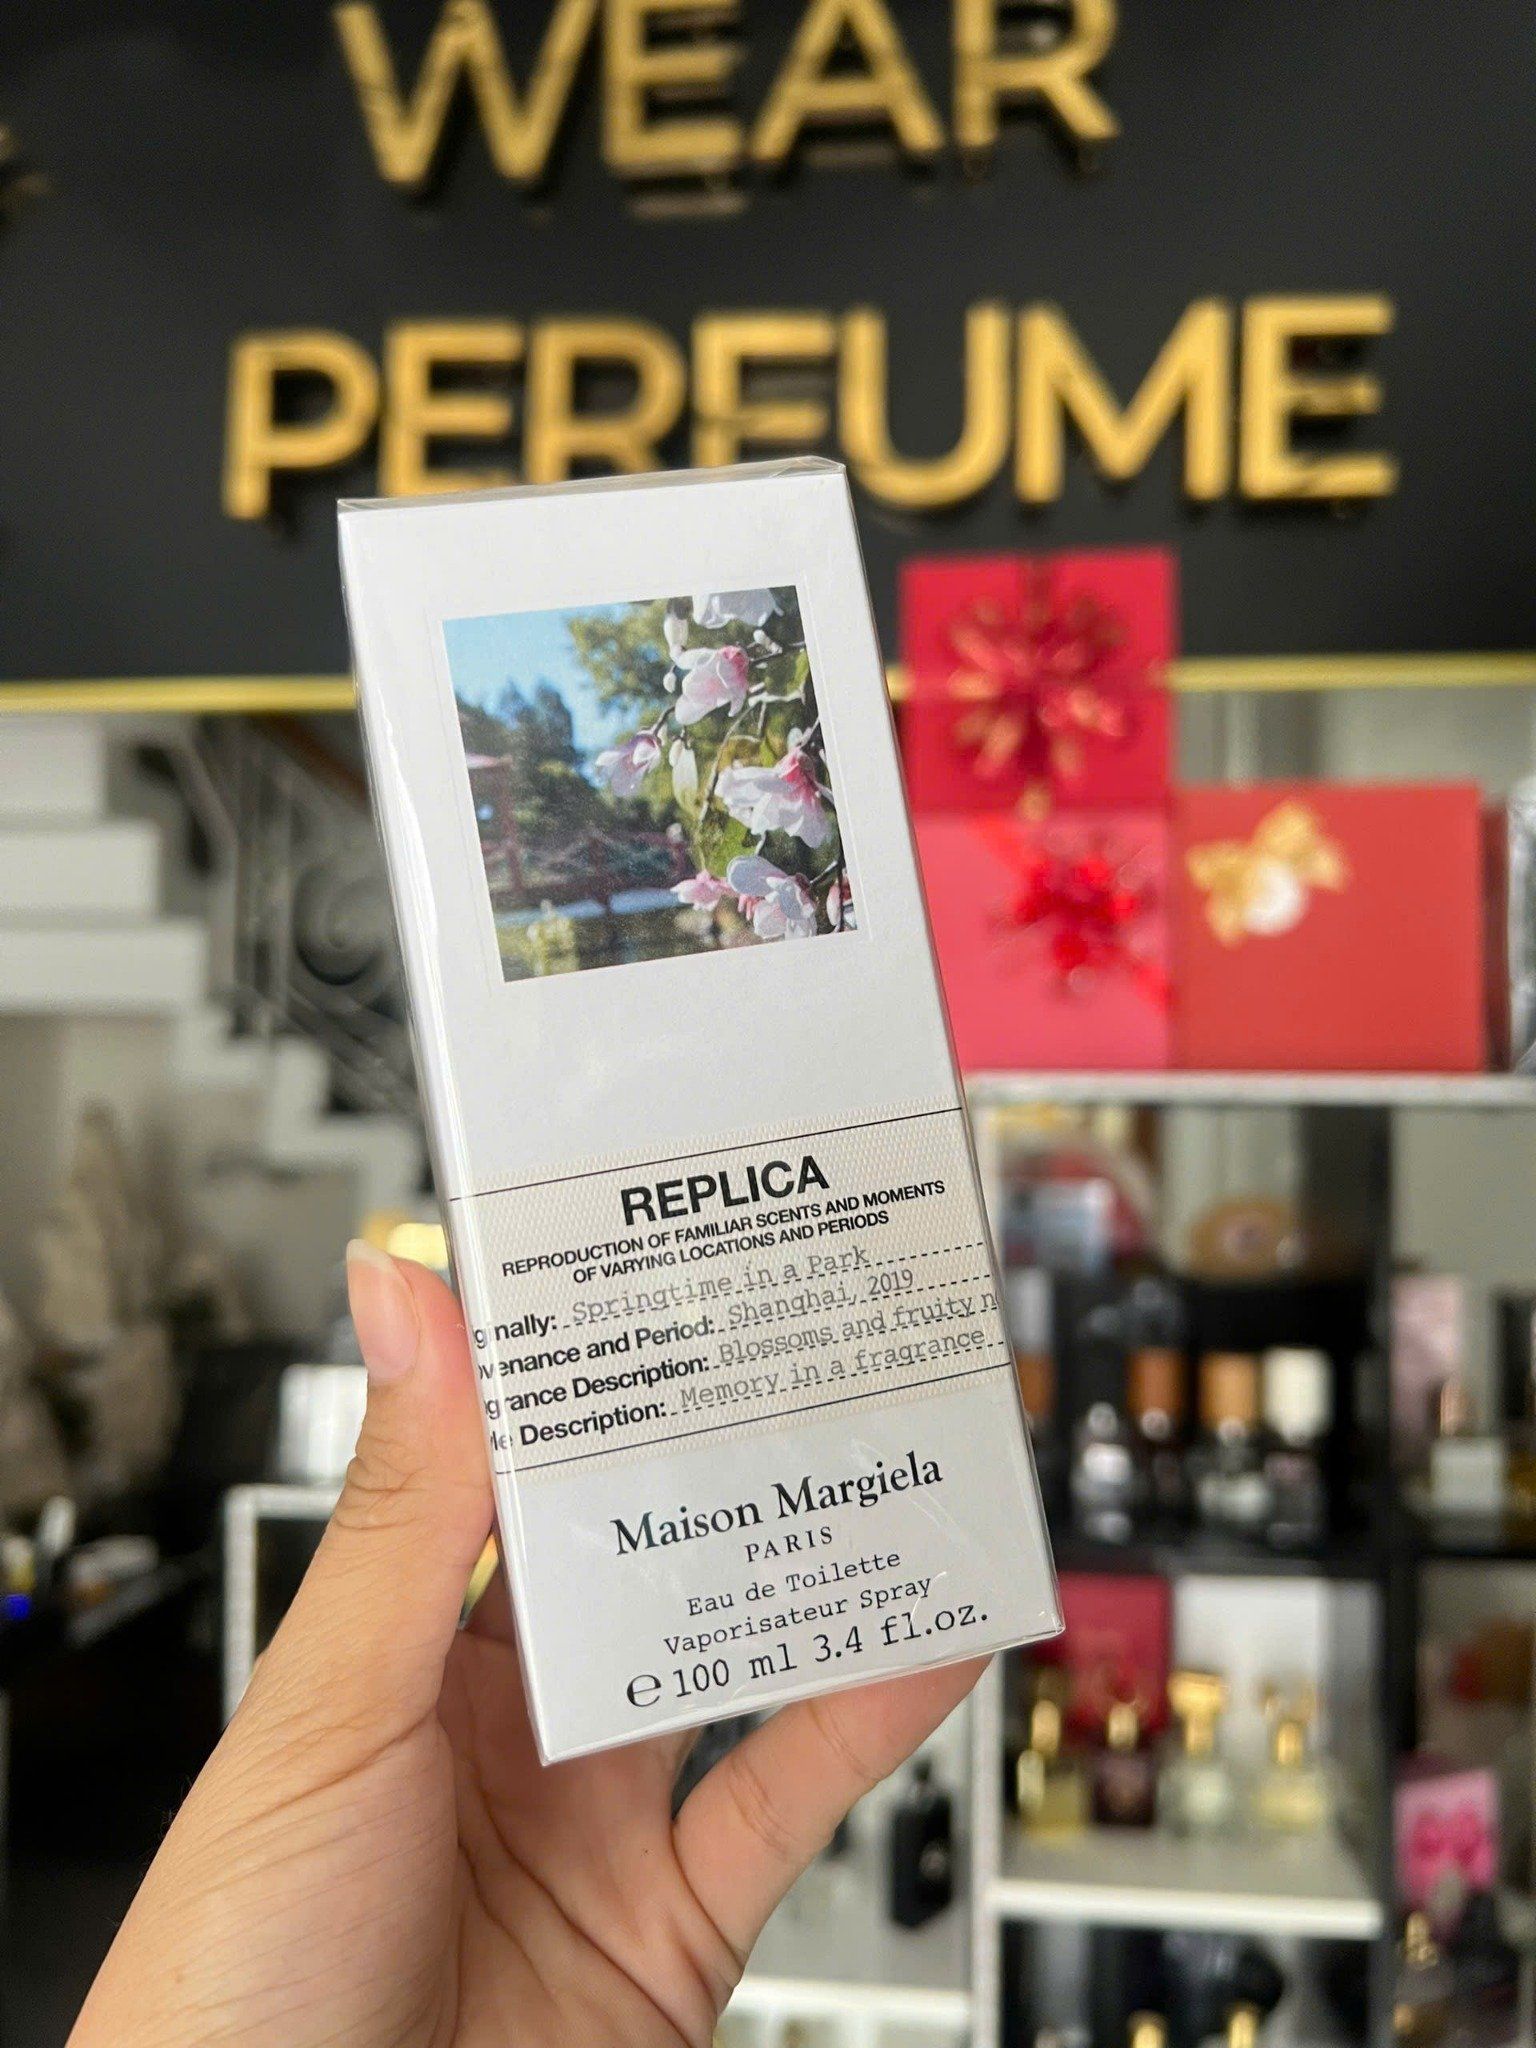 WEAR
PERFUME
REPLICA
REPRODUCTION OF FAMILIAR SCENTS AND MOMENTS
OF VARYING LOCATIONS AND PERIODS
ginally: Springtime in a Park
venance and Period: Shanghai, 2019
grance Description: Blossoms and fruity n
le Description: Memory in a fragrance
Maison Margiela
PARIS
Eau de Toilette
Vaporisateur Spray
℮ 100 ml 3.4 fl.oz.